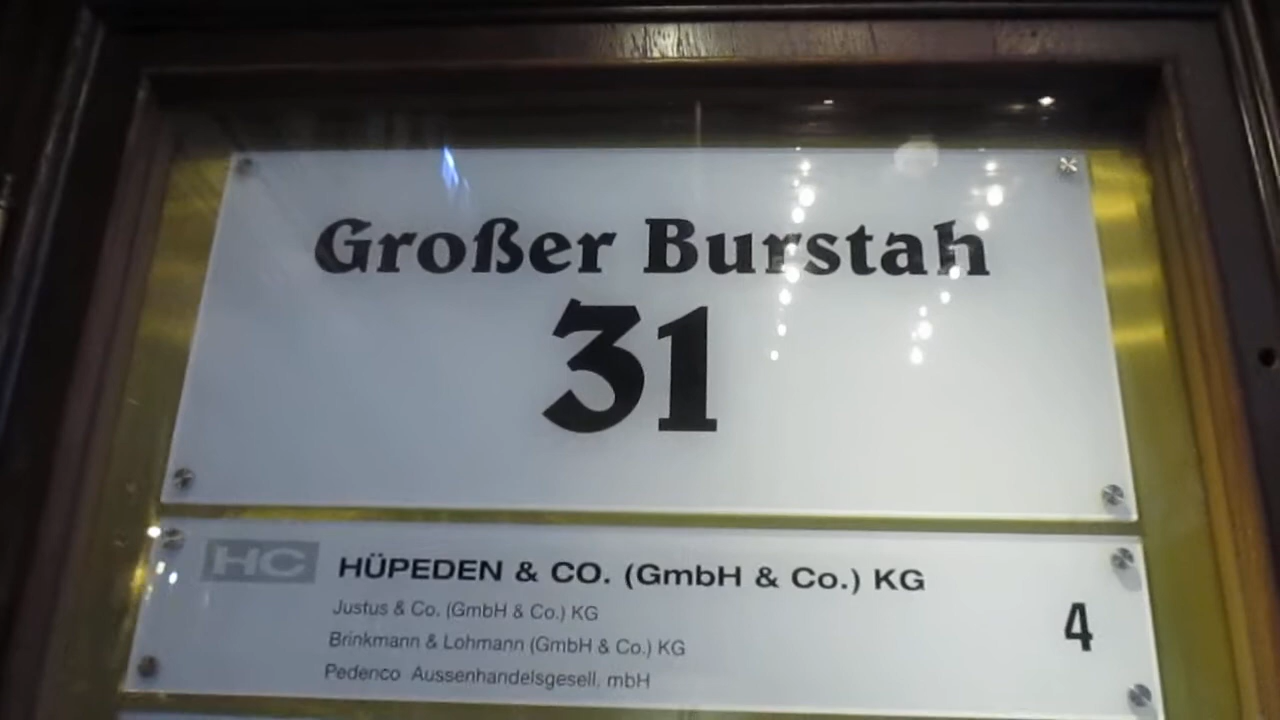 Großer Burstah
31
HC HÜPEDEN & CO. (GmbH & Co.) KG
Justus & Co. (GmbH & Co.) KG
Brinkmann & Lohmann (GmbH & Co.) KG
4
Pedenco Aussenhandelsgesell. mbH